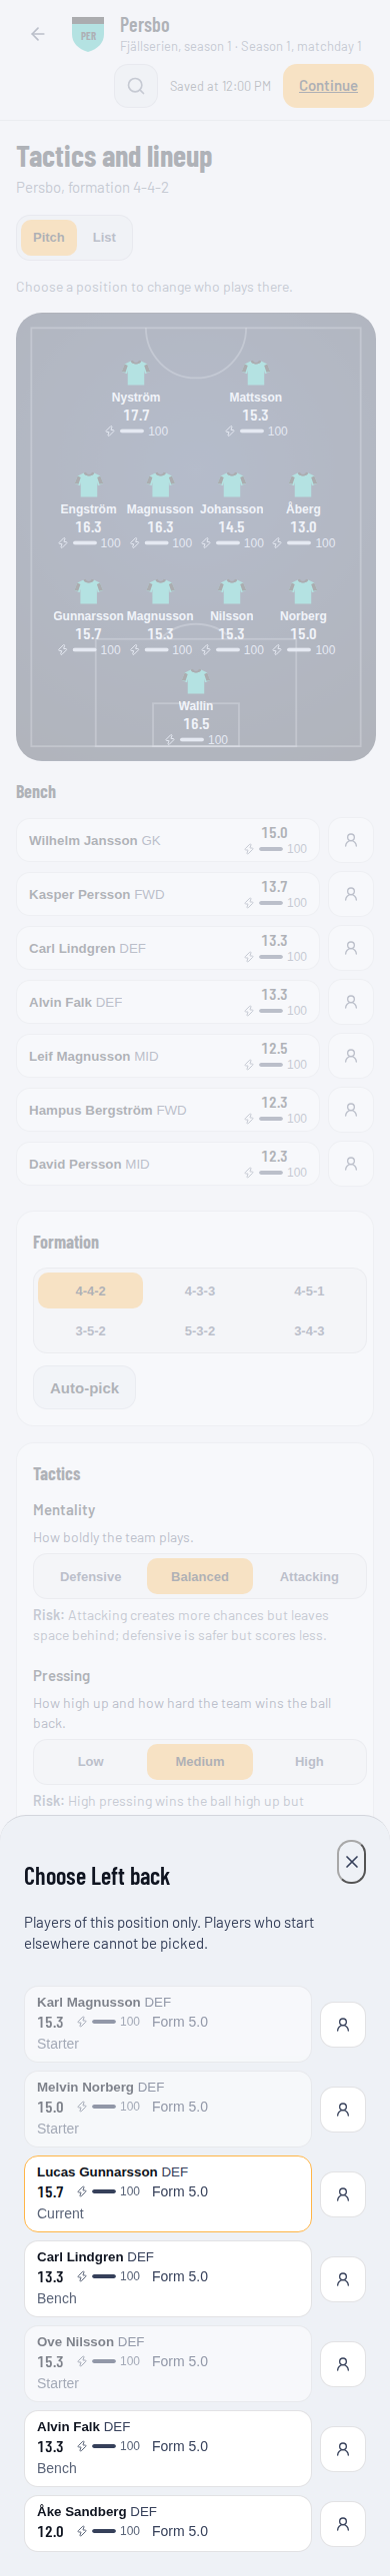 Persbo
PER
Fjällserien, season 1 · Season 1, matchday 1
Saved at 12:00 PM
Continue
Tactics and lineup
Persbo, formation 4-4-2
Pitch List
Choose a position to change who plays there.
Nyström Mattsson
17.7 15.3
100 100
Engström Magnusson Johansson Åberg
16.3 16.3 14.5 13.0
100 100 100 100
Gunnarsson Magnusson Nilsson Norberg
15.7 15.3 15.3 15.0
100 100 100 100
Wallin
16.5
100
Bench
Wilhelm Jansson GK 15.0
100
Kasper Persson FWD 13.7
100
Carl Lindgren DEF 13.3
100
Alvin Falk DEF 13.3
100
Leif Magnusson MID 12.5
100
Hampus Bergström FWD 12.3
100
David Persson MID 12.3
100
Formation
4-4-2 4-3-3 4-5-1
3-5-2 5-3-2 3-4-3
Auto-pick
Tactics
Mentality
How boldly the team plays.
Defensive Balanced Attacking
Risk: Attacking creates more chances but leaves
space behind; defensive is safer but scores less.
Pressing
How high up and how hard the team wins the ball
back.
Low Medium High
Risk: High pressing wins the ball high up but
Choose Left back
Players of this position only. Players who start
elsewhere cannot be picked.
Karl Magnusson DEF
15.3 100 Form 5.0
Starter
Melvin Norberg DEF
15.0 100 Form 5.0
Starter
Lucas Gunnarsson DEF
15.7 100 Form 5.0
Current
Carl Lindgren DEF
13.3 100 Form 5.0
Bench
Ove Nilsson DEF
15.3 100 Form 5.0
Starter
Alvin Falk DEF
13.3 100 Form 5.0
Bench
Åke Sandberg DEF
12.0 100 Form 5.0